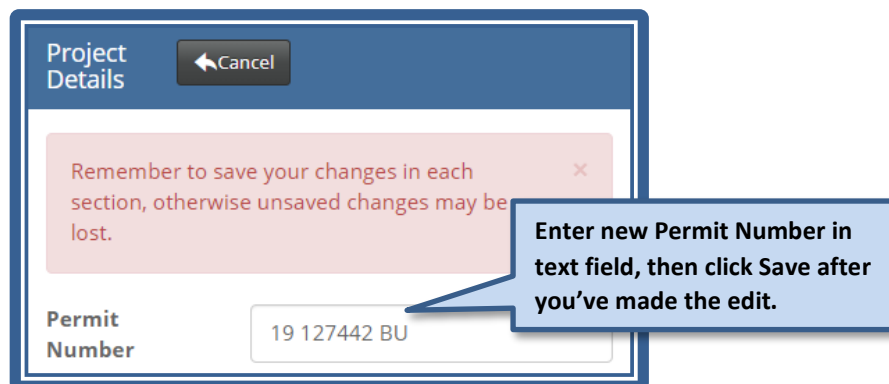 Project
Details
Cancel
Remember to save your changes in each
section, otherwise unsaved changes may be
lost.
×
Enter new Permit Number in
text field, then click Save after
you’ve made the edit.
Permit
Number
19 127442 BU